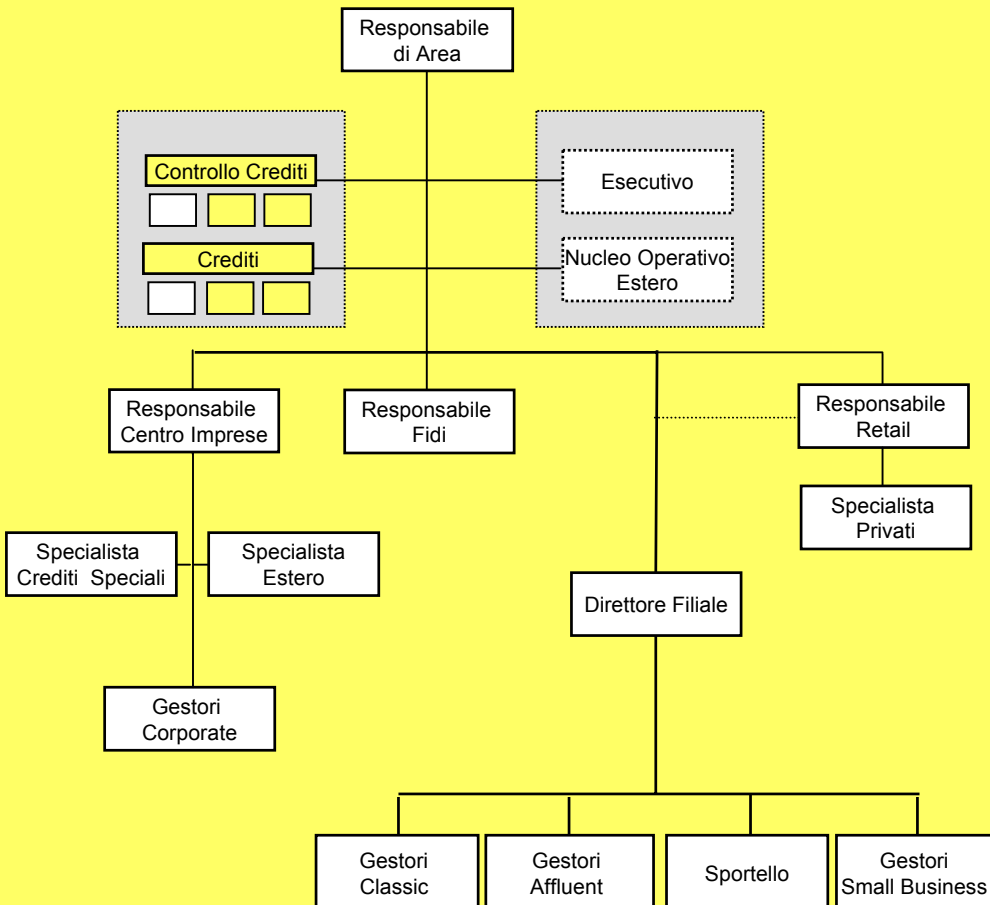 Responsabile
di Area
Controllo Crediti
Esecutivo
Crediti
Nucleo Operativo
Estero
Responsabile
Centro Imprese
Responsabile
Fidi
Responsabile
Retail
Specialista
Privati
Specialista
Crediti Speciali
Specialista
Estero
Direttore Filiale
Gestori
Corporate
Gestori
Classic
Gestori
Affluent
Sportello
Gestori
Small Business